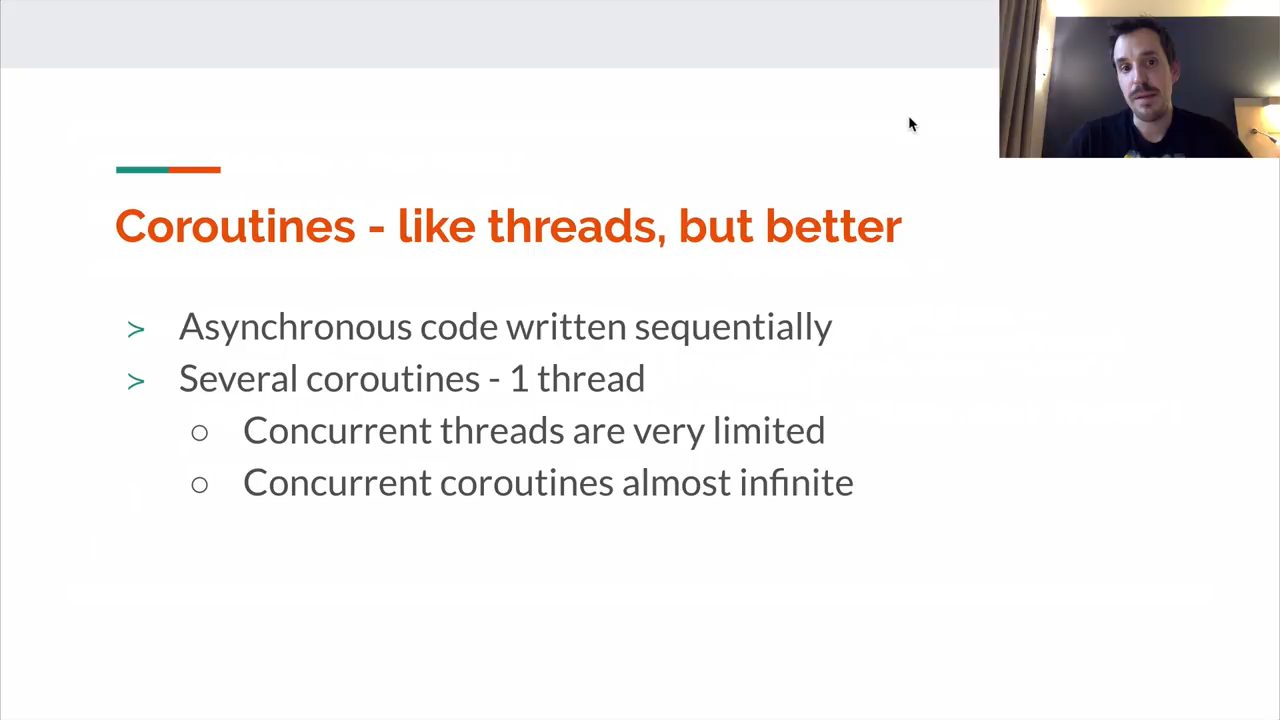 Coroutines - like threads, but better
≻ Asynchronous code written sequentially
≻ Several coroutines - 1 thread
○ Concurrent threads are very limited
○ Concurrent coroutines almost infinite